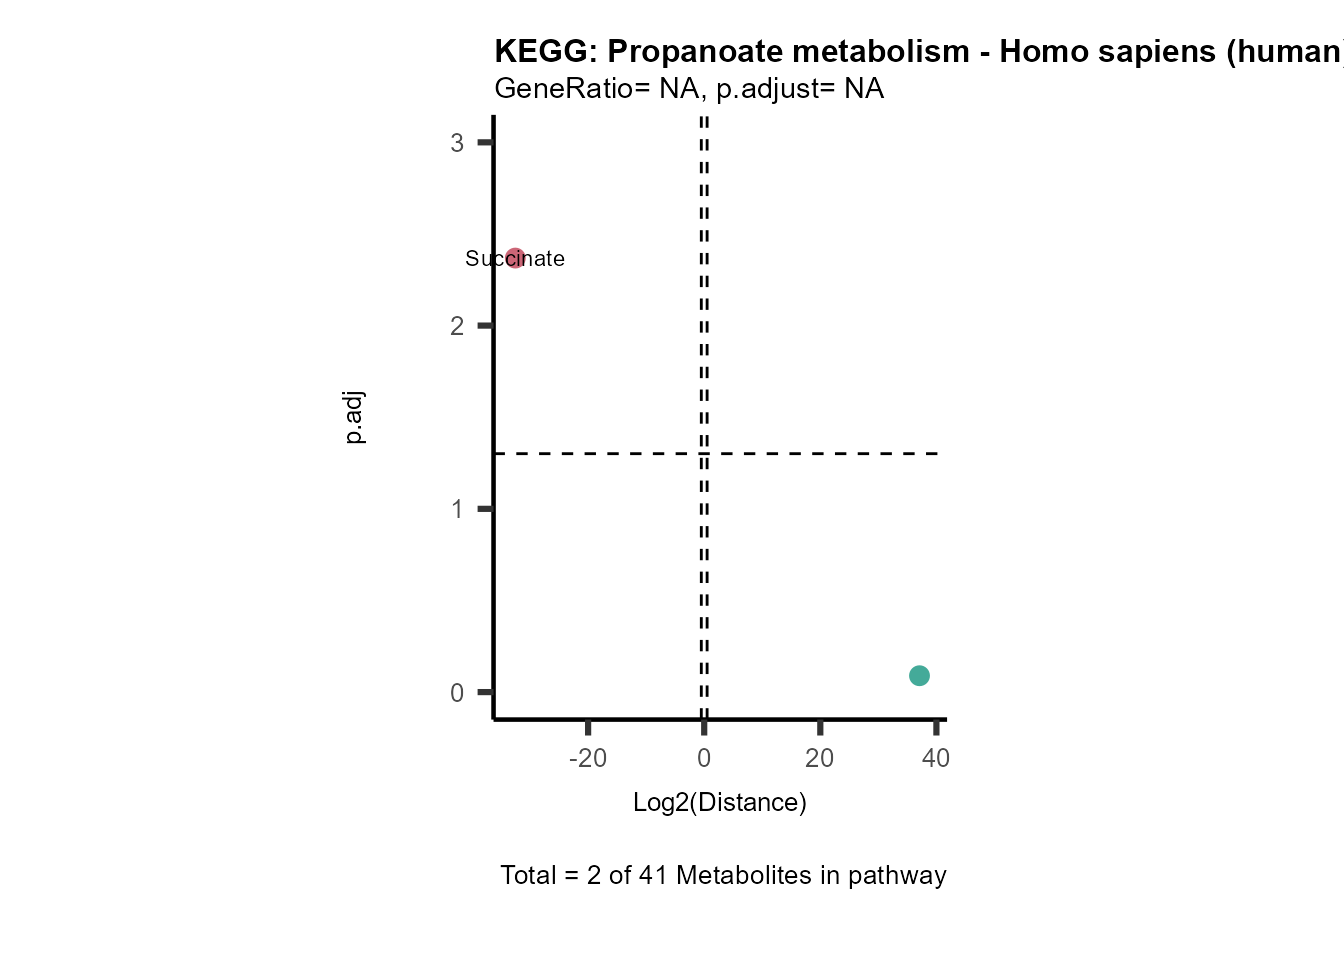 KEGG: Propanoate metabolism - Homo sapiens (human)
GeneRatio= NA, p.adjust= NA
3
Succinate
2
p.adj
1
0
-20 0 20 40
Log2(Distance)
Total = 2 of 41 Metabolites in pathway